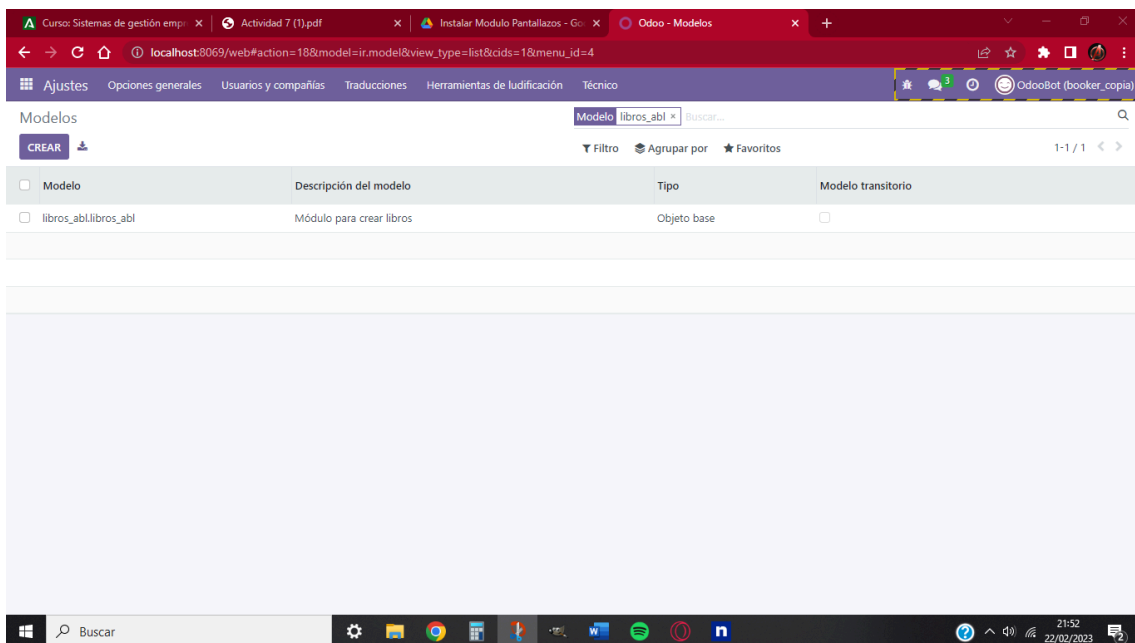 Curso: Sistemas de gestión empr
Actividad 7 (1).pdf
Instalar Modulo Pantallazos - Go
Odoo - Modelos
localhost:8069/web#action=18&model=ir.model&view_type=list&cids=1&menu_id=4
Ajustes Opciones generales Usuarios y compañías Traducciones Herramientas de ludificación Técnico 3 OdooBot (booker_copia)
Modelos
Modelo libros_abl × Buscar...
CREAR
Filtro Agrupar por Favoritos 1-1 / 1
Modelo Descripción del modelo Tipo Modelo transitorio
libros_abl.libros_abl Módulo para crear libros Objeto base
Buscar
21:52
22/02/2023
2